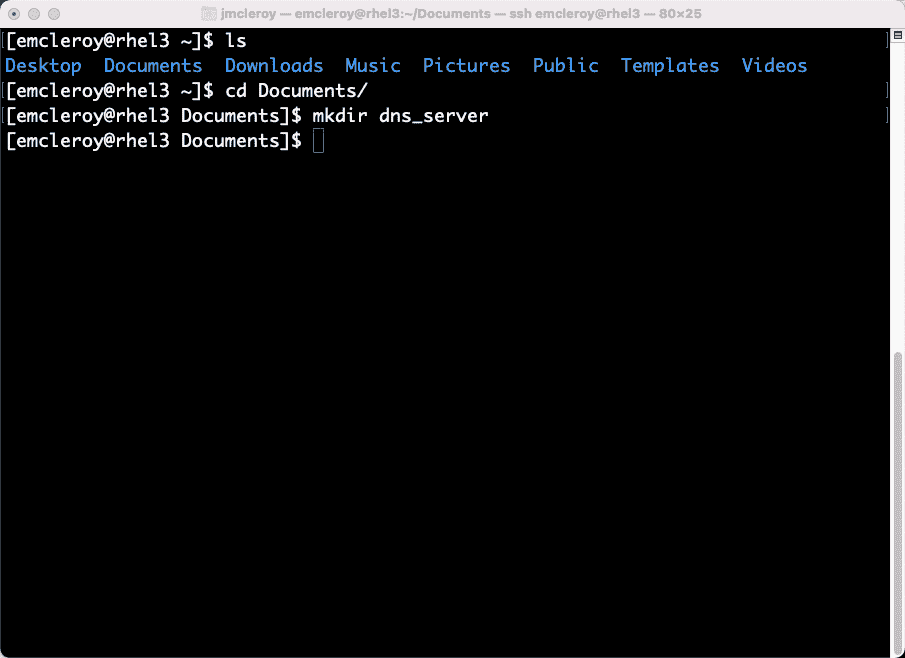 jmcleroy — emcleroy@rhel3:~/Documents — ssh emcleroy@rhel3 — 80×25
[emcleroy@rhel3 ~]$ ls
Desktop  Documents  Downloads  Music  Pictures  Public  Templates  Videos
[emcleroy@rhel3 ~]$ cd Documents/
[emcleroy@rhel3 Documents]$ mkdir dns_server
[emcleroy@rhel3 Documents]$